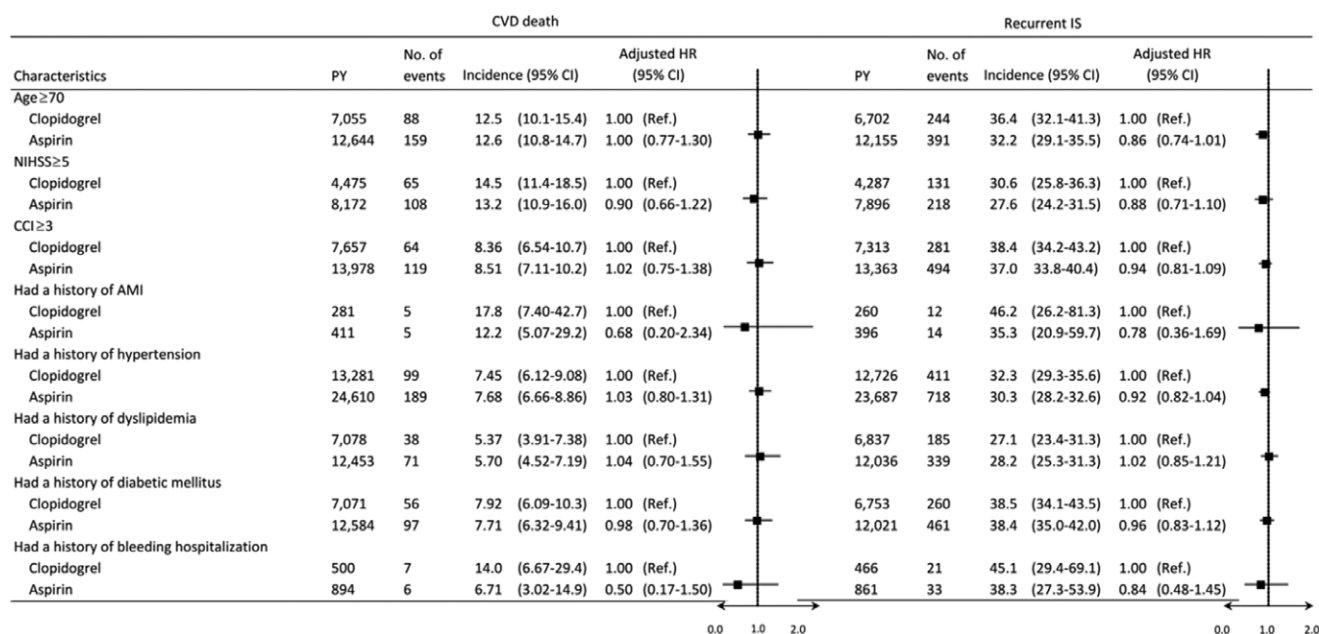 CVD death Recurrent IS
No. of Adjusted HR No. of Adjusted HR
Characteristics PY events Incidence (95% CI) (95% CI) PY events Incidence (95% CI) (95% CI)
Age≥70
Clopidogrel 7,055 88 12.5 (10.1-15.4) 1.00 (Ref.) 6,702 244 36.4 (32.1-41.3) 1.00 (Ref.)
Aspirin 12,644 159 12.6 (10.8-14.7) 1.00 (0.77-1.30) 12,155 391 32.2 (29.1-35.5) 0.86 (0.74-1.01)
NIHSS≥5
Clopidogrel 4,475 65 14.5 (11.4-18.5) 1.00 (Ref.) 4,287 131 30.6 (25.8-36.3) 1.00 (Ref.)
Aspirin 8,172 108 13.2 (10.9-16.0) 0.90 (0.66-1.22) 7,896 218 27.6 (24.2-31.5) 0.88 (0.71-1.10)
CCI≥3
Clopidogrel 7,657 64 8.36 (6.54-10.7) 1.00 (Ref.) 7,313 281 38.4 (34.2-43.2) 1.00 (Ref.)
Aspirin 13,978 119 8.51 (7.11-10.2) 1.02 (0.75-1.38) 13,363 494 37.0 33.8-40.4) 0.94 (0.81-1.09)
Had a history of AMI
Clopidogrel 281 5 17.8 (7.40-42.7) 1.00 (Ref.) 260 12 46.2 (26.2-81.3) 1.00 (Ref.)
Aspirin 411 5 12.2 (5.07-29.2) 0.68 (0.20-2.34) 396 14 35.3 (20.9-59.7) 0.78 (0.36-1.69)
Had a history of hypertension
Clopidogrel 13,281 99 7.45 (6.12-9.08) 1.00 (Ref.) 12,726 411 32.3 (29.3-35.6) 1.00 (Ref.)
Aspirin 24,610 189 7.68 (6.66-8.86) 1.03 (0.80-1.31) 23,687 718 30.3 (28.2-32.6) 0.92 (0.82-1.04)
Had a history of dyslipidemia
Clopidogrel 7,078 38 5.37 (3.91-7.38) 1.00 (Ref.) 6,837 185 27.1 (23.4-31.3) 1.00 (Ref.)
Aspirin 12,453 71 5.70 (4.52-7.19) 1.04 (0.70-1.55) 12,036 339 28.2 (25.3-31.3) 1.02 (0.85-1.21)
Had a history of diabetic mellitus
Clopidogrel 7,071 56 7.92 (6.09-10.3) 1.00 (Ref.) 6,753 260 38.5 (34.1-43.5) 1.00 (Ref.)
Aspirin 12,584 97 7.71 (6.32-9.41) 0.98 (0.70-1.36) 12,021 461 38.4 (35.0-42.0) 0.96 (0.83-1.12)
Had a history of bleeding hospitalization
Clopidogrel 500 7 14.0 (6.67-29.4) 1.00 (Ref.) 466 21 45.1 (29.4-69.1) 1.00 (Ref.)
Aspirin 894 6 6.71 (3.02-14.9) 0.50 (0.17-1.50) 861 33 38.3 (27.3-53.9) 0.84 (0.48-1.45)
0.0 1.0 2.0 0.0 1.0 2.0